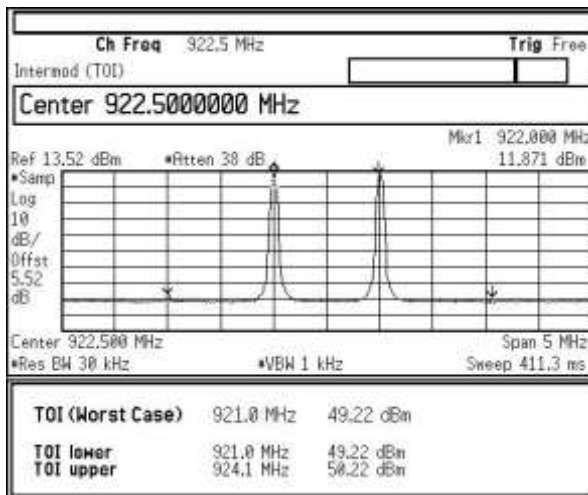 Ch Freq 922.5 MHz Trig Free
Intermod (TOI)
Center 922.5000000 MHz
Mkr1 922.000 MHz
Ref 13.52 dBm *Atten 38 dB 11.871 dBm
*Samp
Log
10
dB/
Offst
5.52
dB
Center 922.500 MHz Span 5 MHz
*Res BW 30 kHz *VBW 1 kHz Sweep 411.3 ms
TOI (Worst Case) 921.0 MHz 49.22 dBm
TOI lower 921.0 MHz 49.22 dBm
TOI upper 924.1 MHz 50.22 dBm